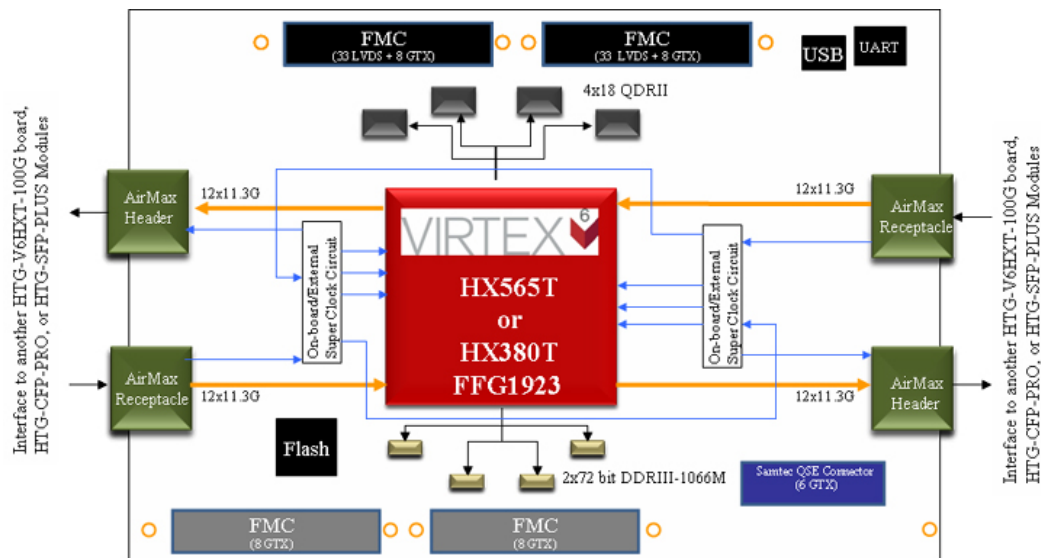 FMC
(33 LVDS + 8 GTX)
FMC
(33 LVDS + 8 GTX)
USB
UART
4x18 QDRII
Interface to another HTG-V6HXT-100G board,
HTG-CFP-PRO, or HTG-SFP-PLUS Modules
AirMax
Header
12x11.3G
12x11.3G
AirMax
Receptacle
Interface to another HTG-V6HXT-100G board,
HTG-CFP-PRO, or HTG-SFP-PLUS Modules
VIRTEX
6
On-board/External
Super Clock Circuit
HX565T
or
HX380T
FFG1923
On-board/External
Super Clock Circuit
AirMax
Receptacle
12x11.3G
12x11.3G
AirMax
Header
Flash
2x72 bit DDRIII-1066M
Samtec QSE Connector
(6 GTX)
FMC
(8 GTX)
FMC
(8 GTX)